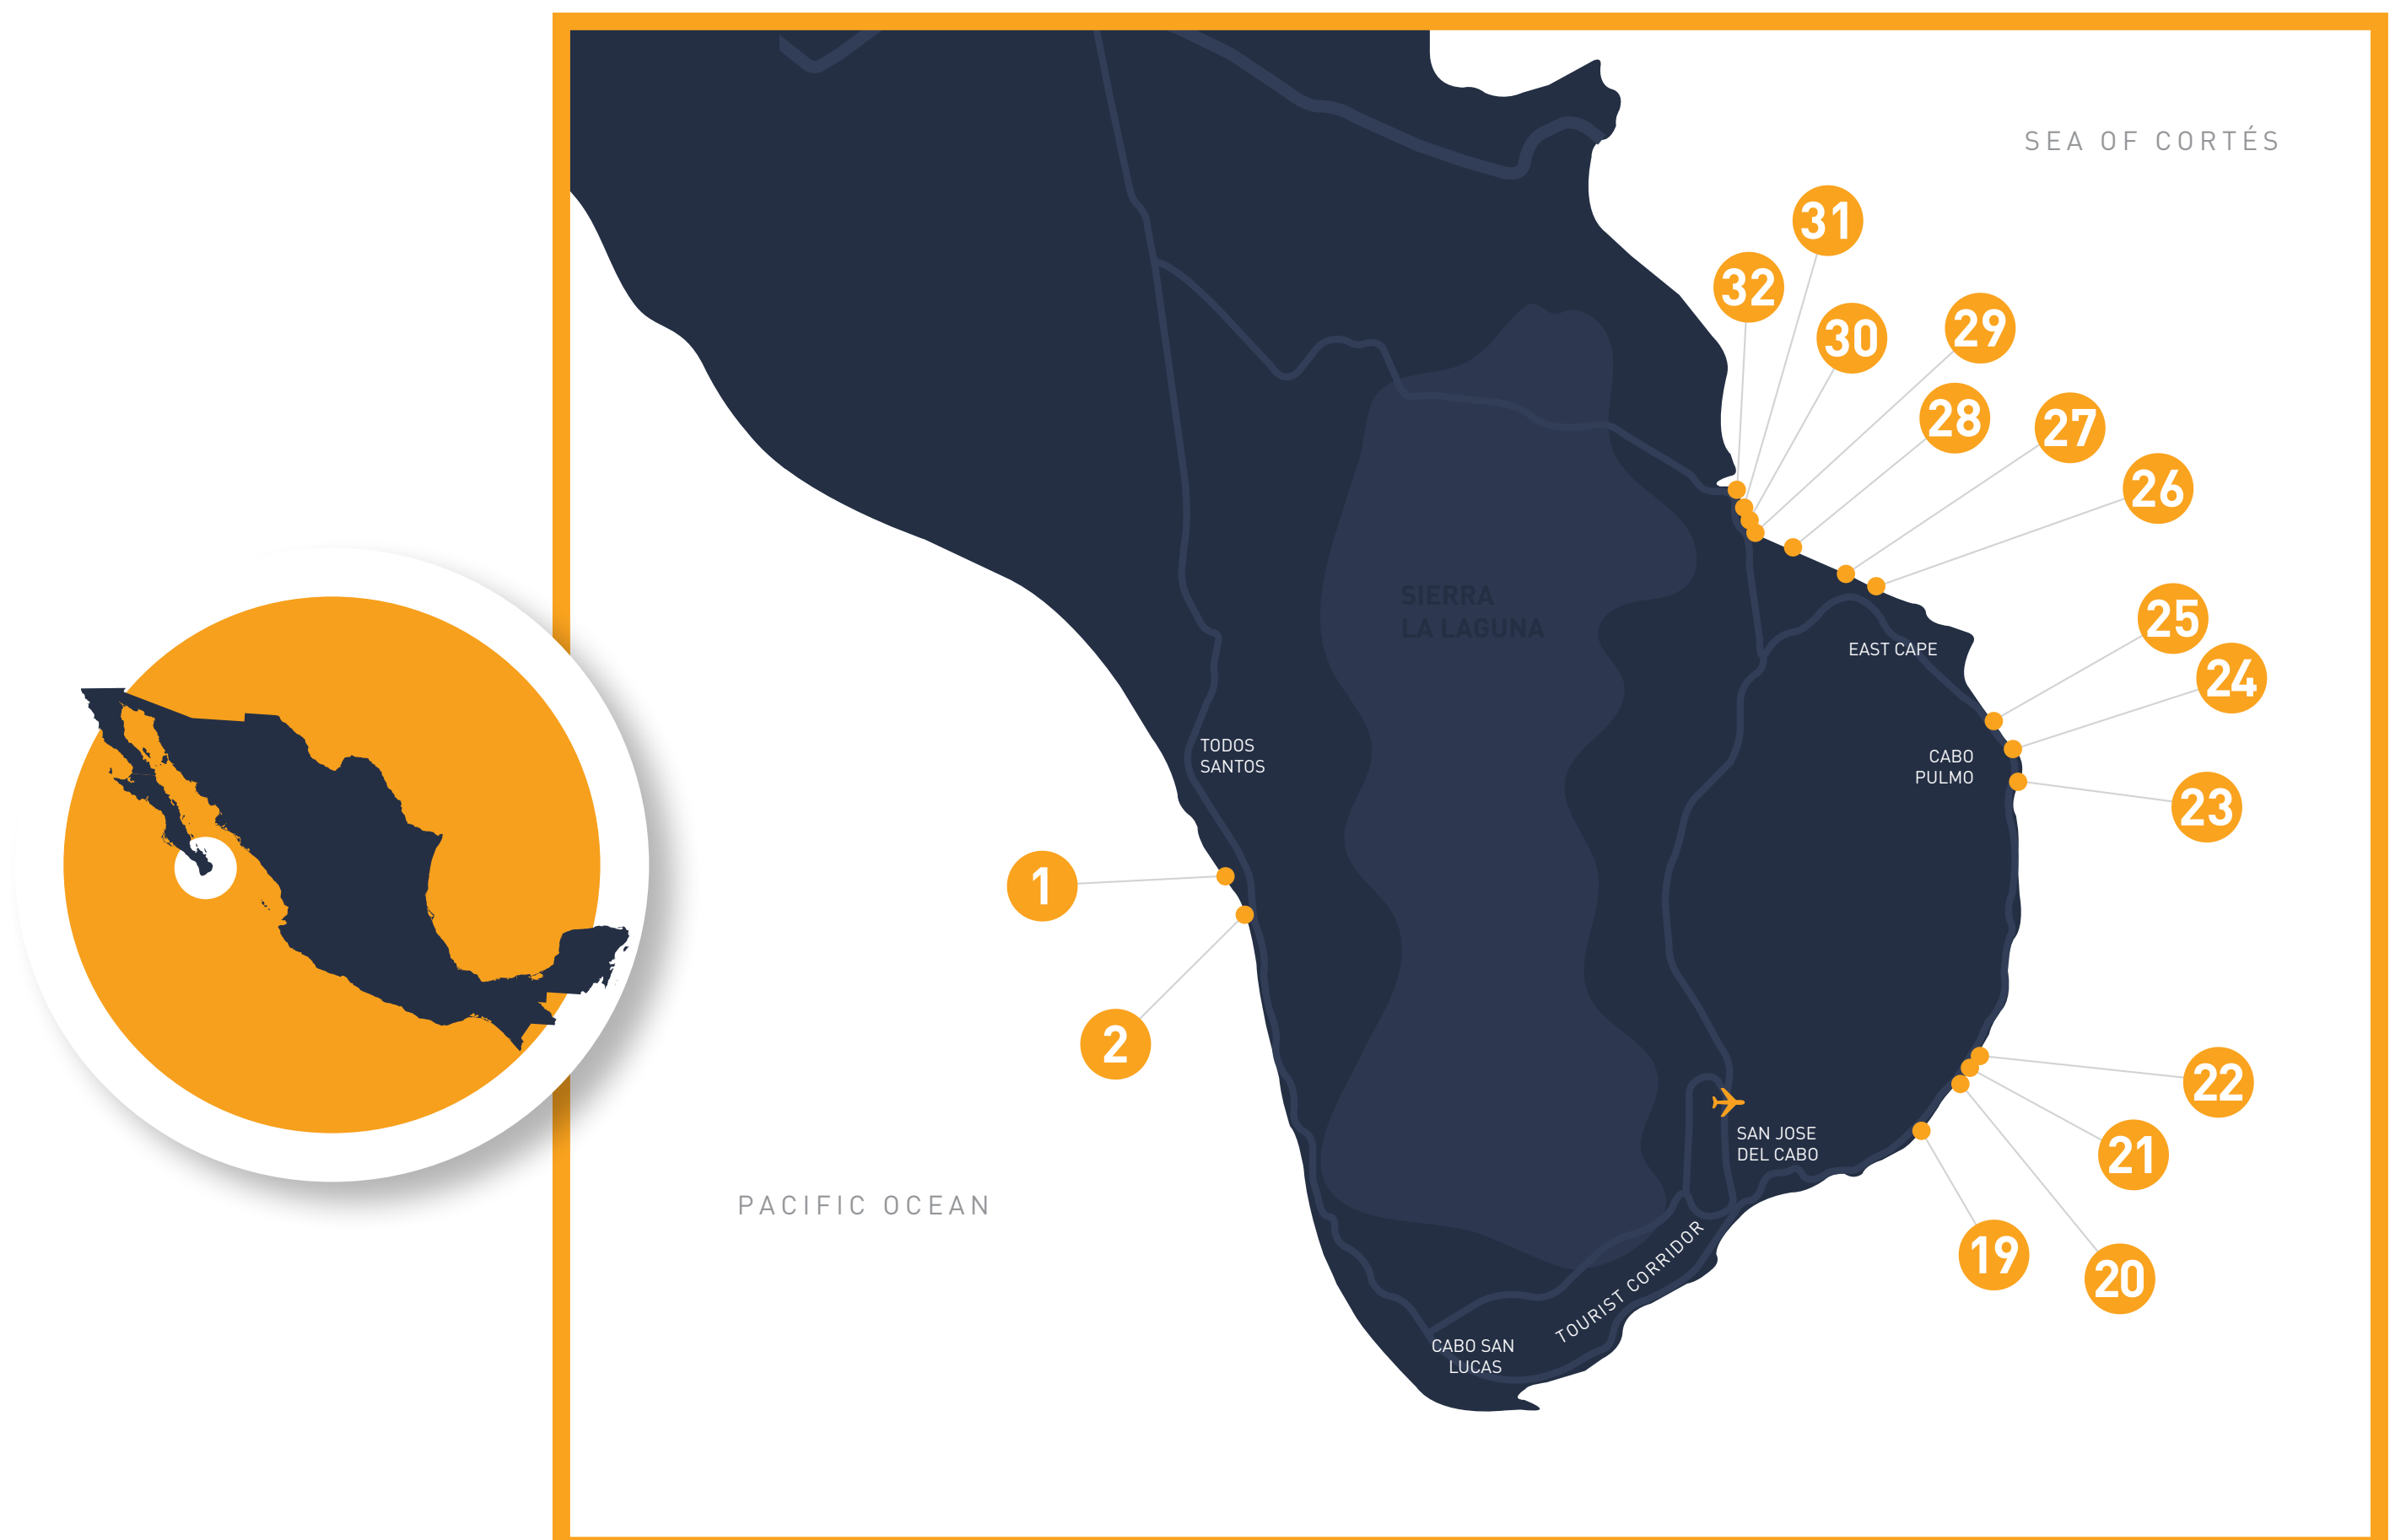 SEA OF CORTÉS
31
32
29
30
28
27
26
SIERRA
LA LAGUNA
25
EAST CAPE
24
TODOS
SANTOS
CABO
PULMO
23
1
2
22
SAN JOSE
DEL CABO
21
PACIFIC OCEAN
19
20
TOURIST CORRIDOR
CABO SAN
LUCAS